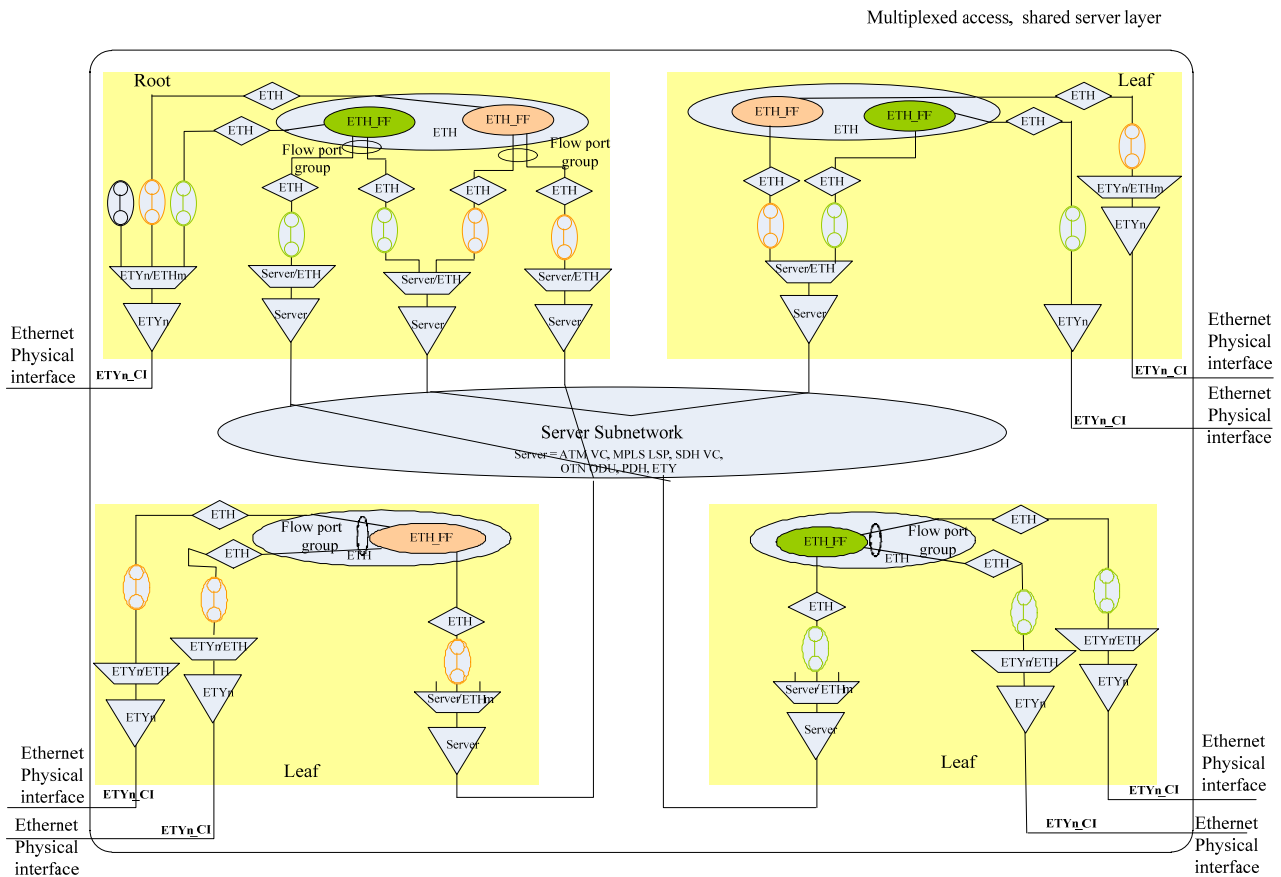 Multiplexed access, shared server layer
Root
Leaf
ETH
ETH_FF
ETH_FF
ETH
ETH
Flow port
group
Flow port
group
ETH
ETH
ETH
ETH
ETYn/ETHm
Server/ETH
Server/ETH
Server/ETH
ETYn
Server
Server
Server
Ethernet
Physical
interface
ETYn_CI
ETH
ETH_FF
ETH_FF
ETH
ETH
ETH
ETH
ETYn/ETHm
ETYn
Server/ETH
Server
ETYn
Ethernet
Physical
interface
ETYn_CI
Ethernet
Physical
interface
ETYn_CI
Server Subnetwork
Server = ATM VC, MPLS LSP, SDH VC,
OTN ODU, PDH, ETY
ETH
Flow port
group
ETH_FF
ETH
ETH
ETH
ETYn/ETH
ETYn/ETH
ETYn
ETYn
Server/ETHm
Server
Leaf
Ethernet
Physical
interface
ETYn_CI
Ethernet
Physical
interface
ETYn_CI
ETH
ETH_FF
Flow port
group
ETH
ETH
ETH
ETYn/ETH
ETYn/ETH
ETYn
ETYn
Server/ETHm
Server
Leaf
Ethernet
Physical
interface
ETYn_CI
Ethernet
Physical
interface
ETYn_CI